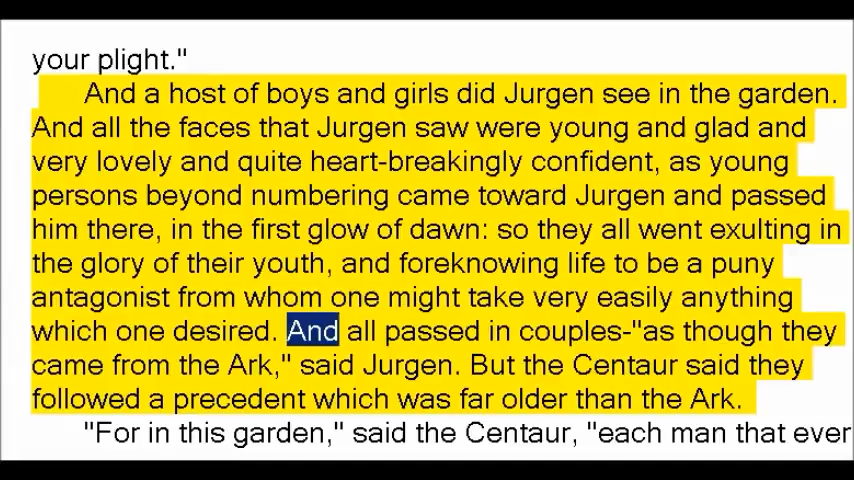 your plight."
And a host of boys and girls did Jurgen see in the garden.
And all the faces that Jurgen saw were young and glad and
very lovely and quite heart-breakingly confident, as young
persons beyond numbering came toward Jurgen and passed
him there, in the first glow of dawn: so they all went exulting in
the glory of their youth, and foreknowing life to be a puny
antagonist from whom one might take very easily anything
which one desired. And all passed in couples-"as though they
came from the Ark," said Jurgen. But the Centaur said they
followed a precedent which was far older than the Ark.
"For in this garden," said the Centaur, "each man that ever